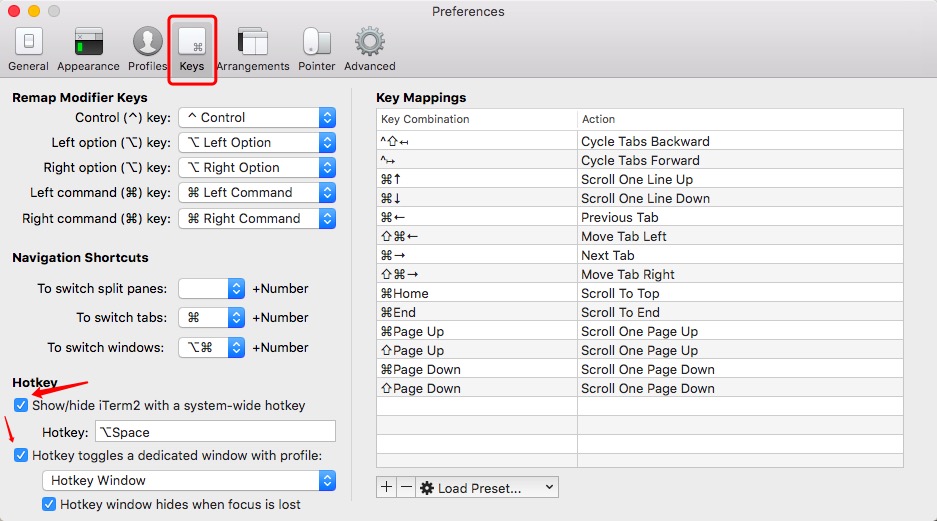 Preferences
General Appearance Profiles Keys Arrangements Pointer Advanced
Remap Modifier Keys
Control (^) key: ^ Control
Left option (⌥) key: ⌥ Left Option
Right option (⌥) key: ⌥ Right Option
Left command (⌘) key: ⌘ Left Command
Right command (⌘) key: ⌘ Right Command
Navigation Shortcuts
To switch split panes: +Number
To switch tabs: ⌘ +Number
To switch windows: ⌥⌘ +Number
Hotkey
Show/hide iTerm2 with a system-wide hotkey
Hotkey: ⌥Space
Hotkey toggles a dedicated window with profile:
Hotkey Window
Hotkey window hides when focus is lost
Key Mappings
Key Combination Action
^⇧↤ Cycle Tabs Backward
^↦ Cycle Tabs Forward
⌘↑ Scroll One Line Up
⌘↓ Scroll One Line Down
⌘← Previous Tab
⇧⌘← Move Tab Left
⌘→ Next Tab
⇧⌘→ Move Tab Right
⌘Home Scroll To Top
⌘End Scroll To End
⌘Page Up Scroll One Page Up
⇧Page Up Scroll One Page Up
⌘Page Down Scroll One Page Down
⇧Page Down Scroll One Page Down
+ − Load Preset...